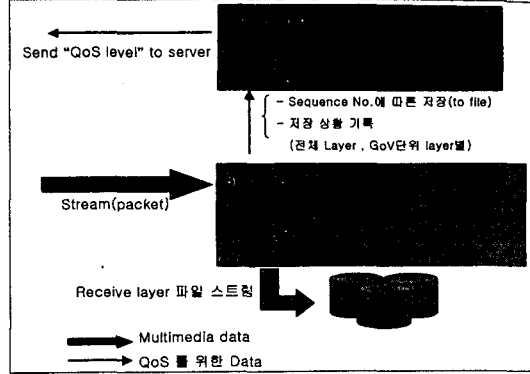 Send "QoS level" to server
- Sequence No.에 따른 저장(to file)
- 저장 상황 기록
(전체 Layer , GoV단위 layer별)
Stream(packet)
Receive layer 파일 스트림
Multimedia data
QoS 를 위한 Data